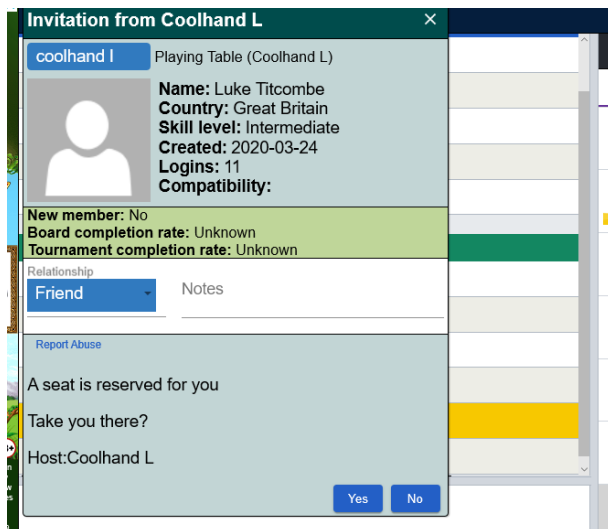 Invitation from Coolhand L ×
coolhand l Playing Table (Coolhand L)
Name: Luke Titcombe
Country: Great Britain
Skill level: Intermediate
Created: 2020-03-24
Logins: 11
Compatibility:
New member: No
Board completion rate: Unknown
Tournament completion rate: Unknown
Relationship
Friend Notes
Report Abuse
A seat is reserved for you
Take you there?
Host:Coolhand L
Yes No